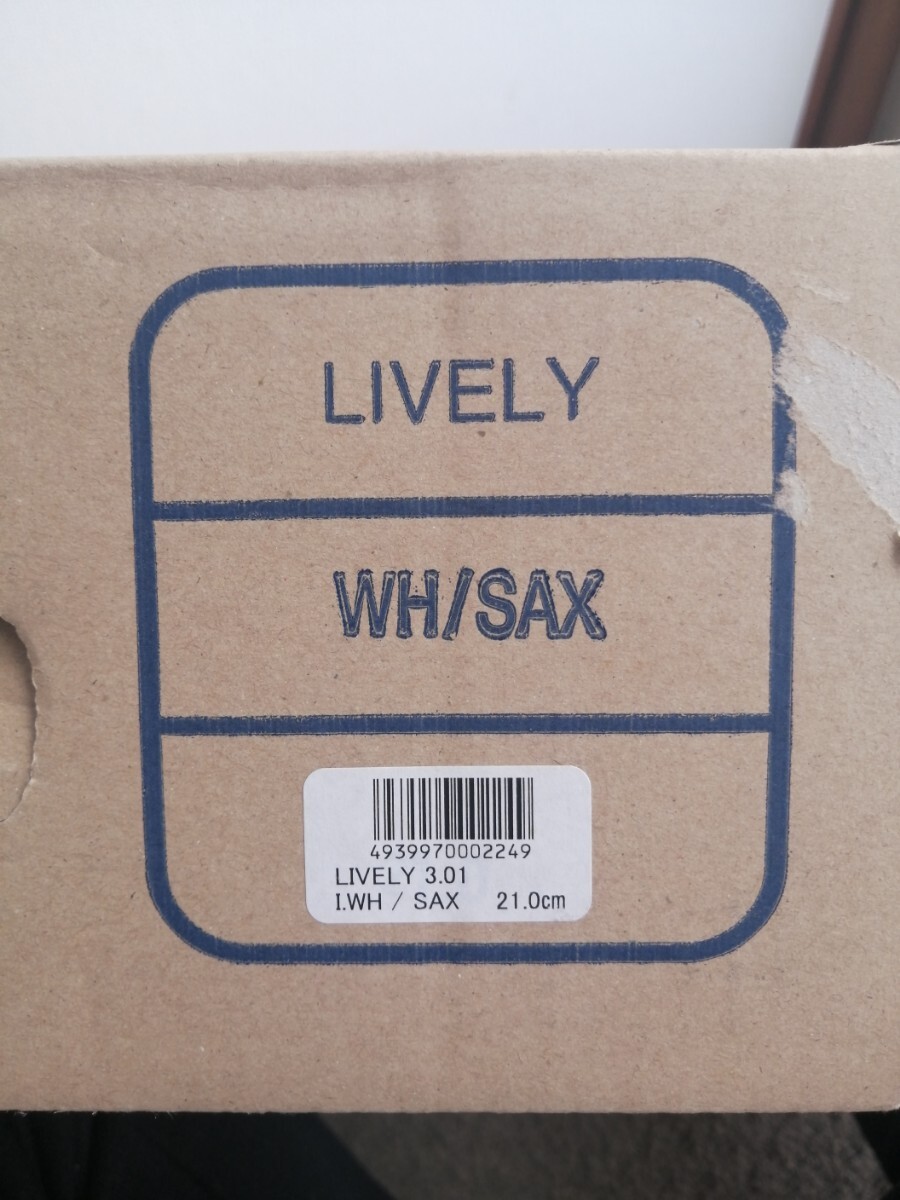 LIVELY
WH/SAX
4939970002249
LIVELY 3.01
I.WH / SAX 21.0cm